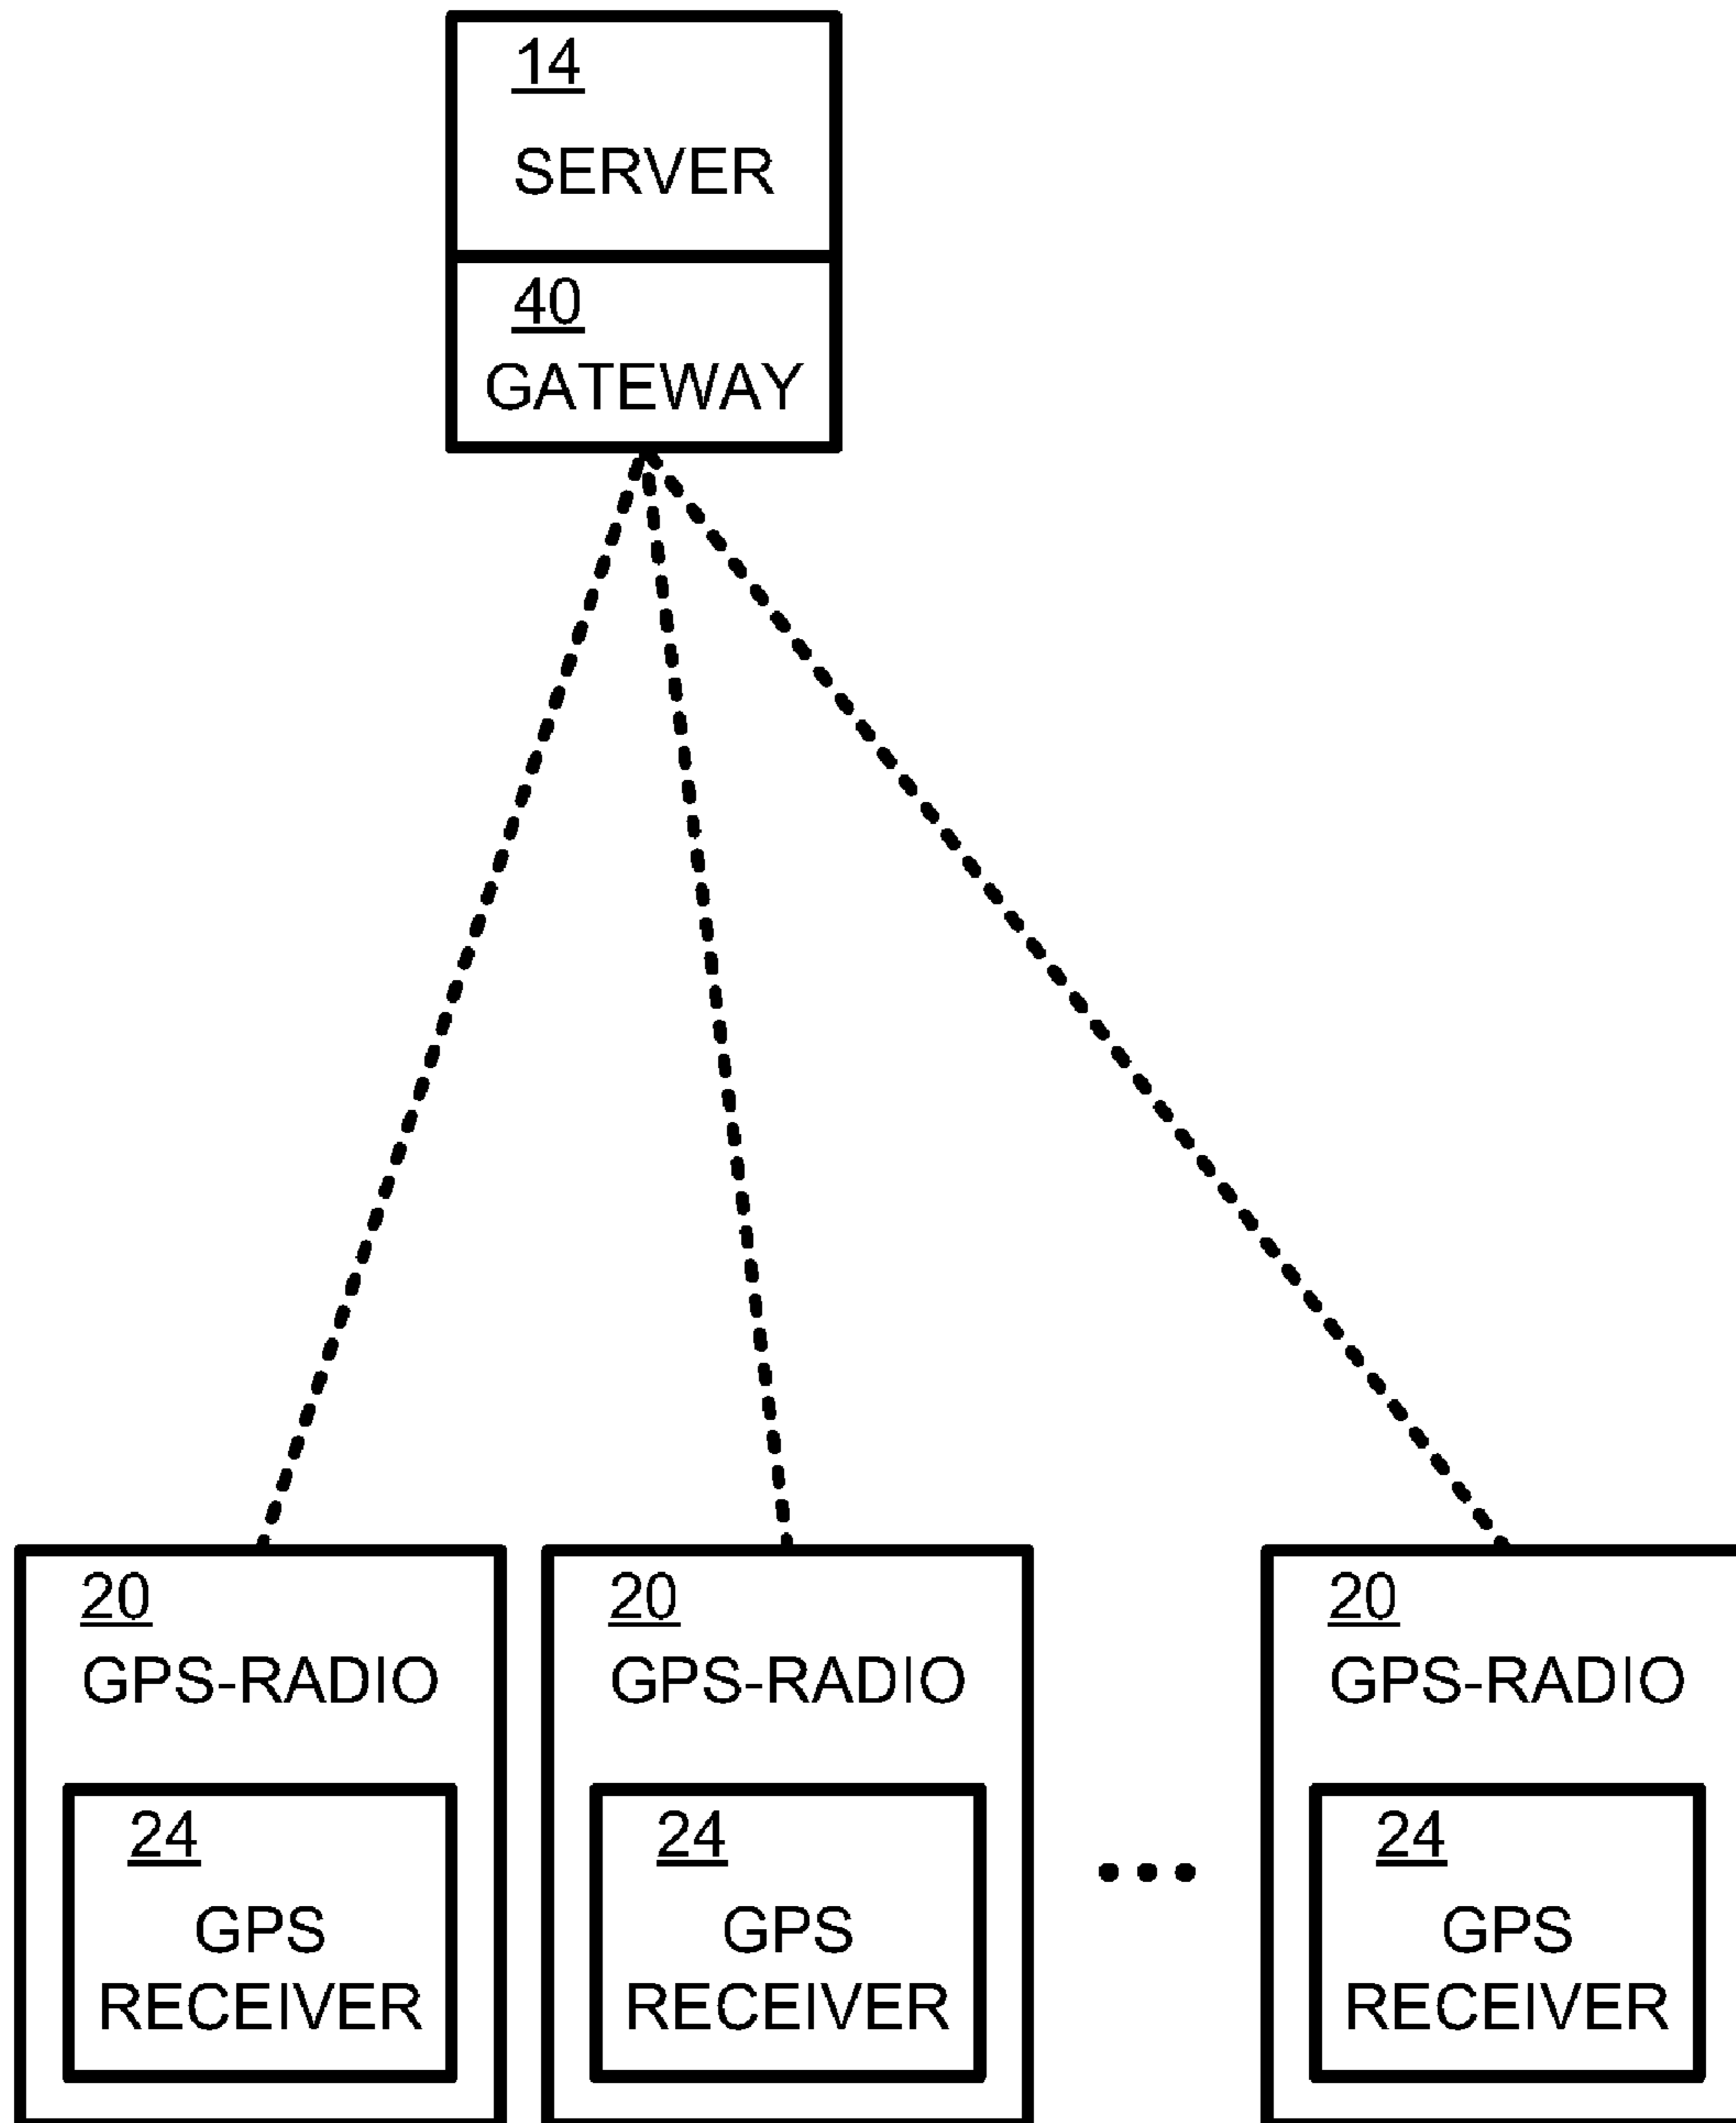 14
SERVER
40
GATEWAY
20
GPS-RADIO
24
GPS
RECEIVER
20
GPS-RADIO
24
GPS
RECEIVER
...
20
GPS-RADIO
24
GPS
RECEIVER